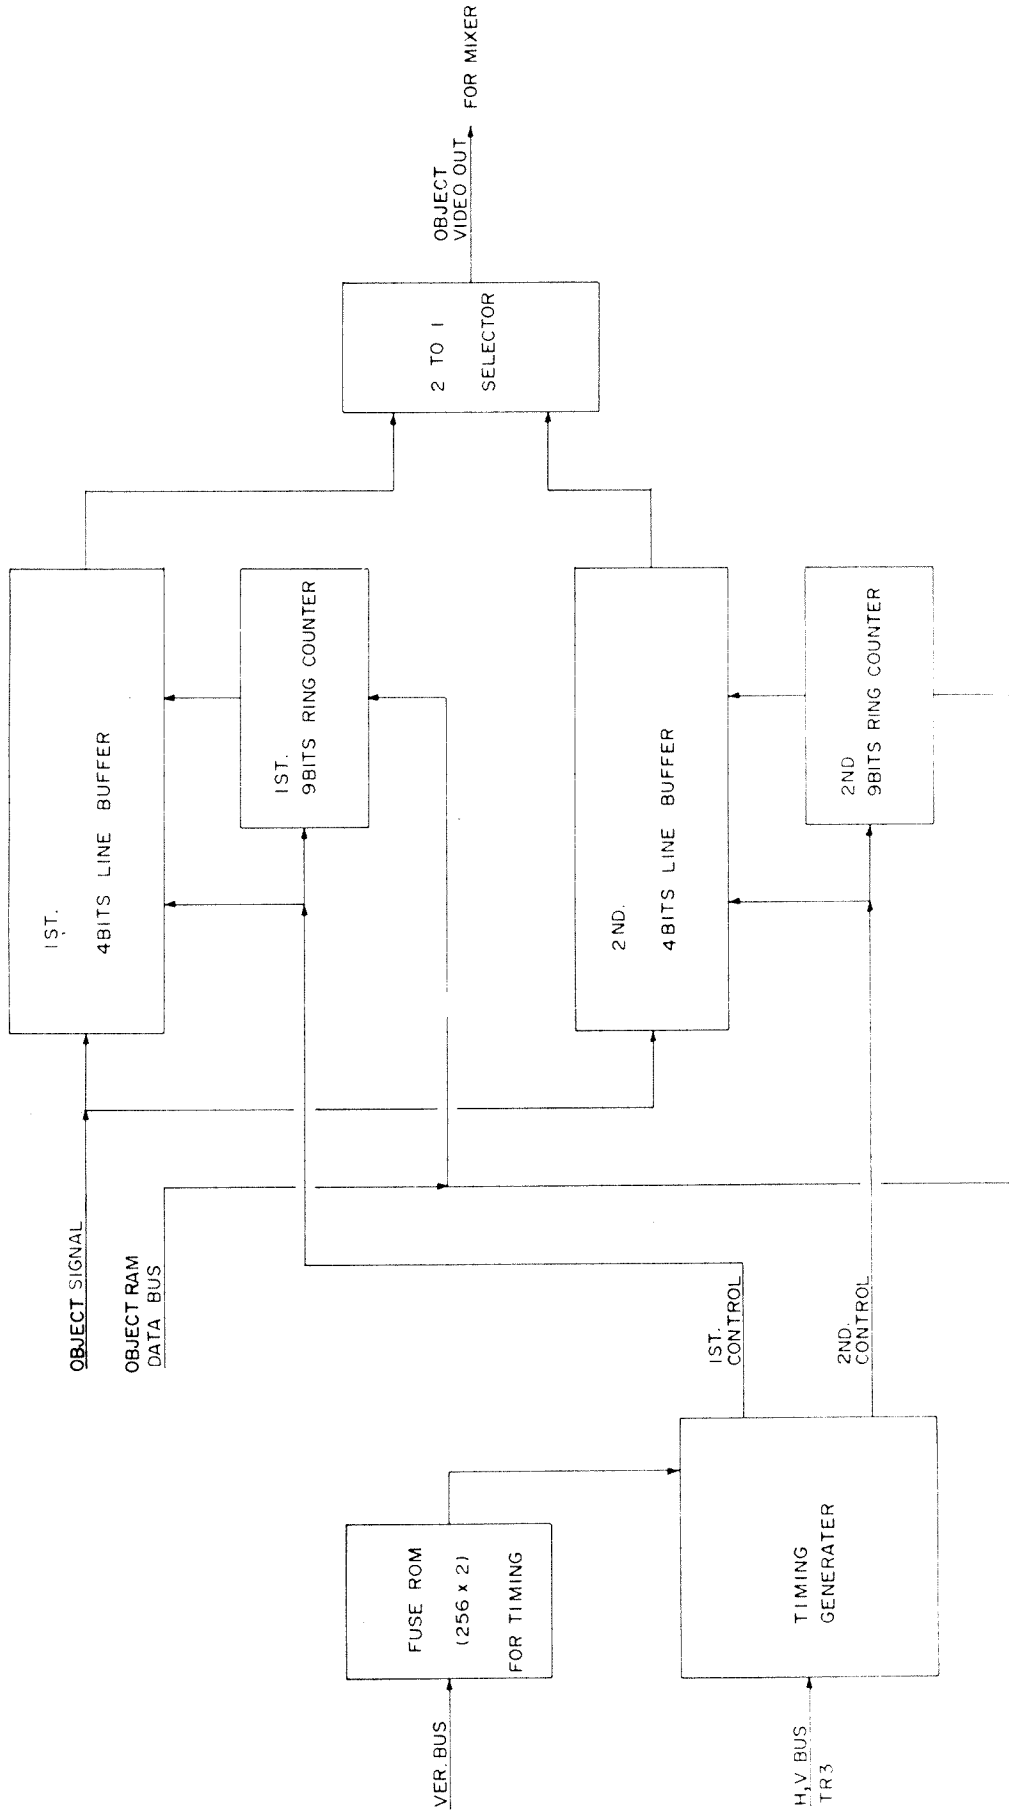 OBJECT SIGNAL
OBJECT RAM
DATA BUS
VER. BUS
H,V BUS
TR3
FUSE ROM
(256 x 2)
FOR TIMING
TIMING
GENERATER
1ST.
CONTROL
2ND.
CONTROL
1ST.
4BITS LINE BUFFER
1ST.
9BITS RING COUNTER
2ND.
4BITS LINE BUFFER
2ND
9BITS RING COUNTER
2 TO 1
SELECTOR
OBJECT
VIDEO OUT
FOR MIXER